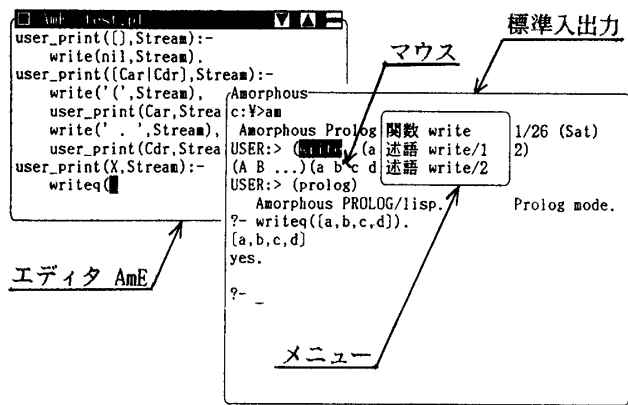 AmE test.pl
user_print([],Stream):-
write(nil,Stream).
user_print([Car|Cdr],Stream):-
write('(',Stream),
user_print(Car,Strea
write(' . ',Stream),
user_print(Cdr,Strea
user_print(X,Stream):-
writeq(
エディタ AmE
マウス
標準入出力
Amorphous
c:¥>am
Amorphous Prolog
1/26 (Sat)
USER:> (write '(a
2)
(A B ...)(a b c d
USER:> (prolog)
Amorphous PROLOG/lisp.
Prolog mode.
?- writeq([a,b,c,d]).
[a,b,c,d]
yes.
?- _
関数 write
述語 write/1
述語 write/2
メニュー